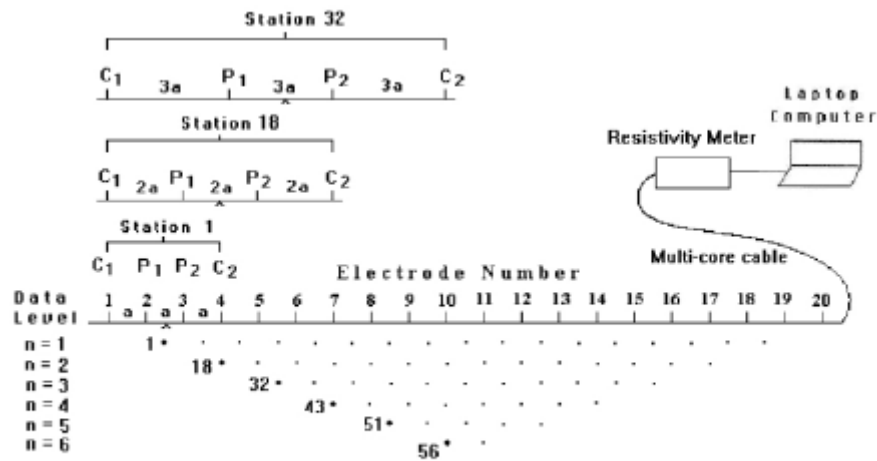 Station 32
C1 3a P1 3a P2 3a C2
Station 18
C1 2a P1 2a P2 2a C2
Station 1
C1 P1 P2 C2
Laptop
Computer
Resistivity Meter
Multi-core cable
Electrode Number
Data
Level
1 2 3 4 5 6 7 8 9 10 11 12 13 14 15 16 17 18 19 20
a a a
n = 1 1
n = 2 18
n = 3 32
n = 4 43
n = 5 51
n = 6 56